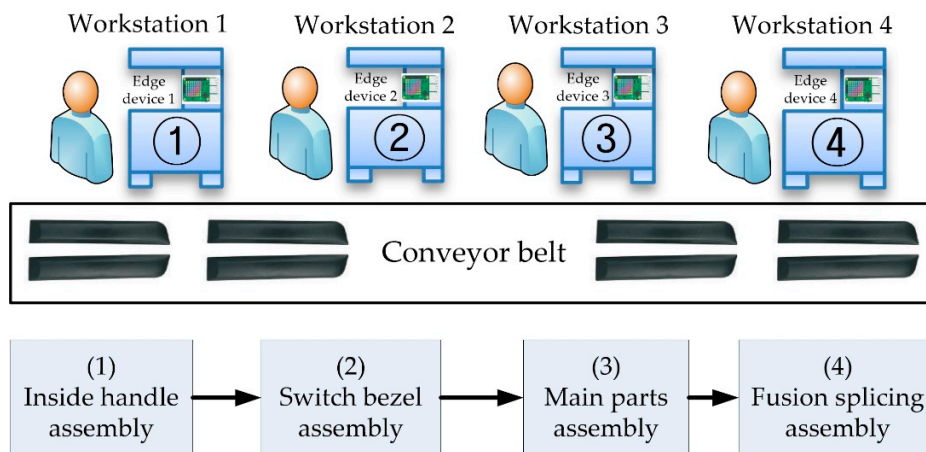 Workstation 1
Workstation 2
Workstation 3
Workstation 4
Edge
device 1
1
Edge
device 2
2
Edge
device 3
3
Edge
device 4
4
Conveyor belt
(1)
Inside handle
assembly
(2)
Switch bezel
assembly
(3)
Main parts
assembly
(4)
Fusion splicing
assembly